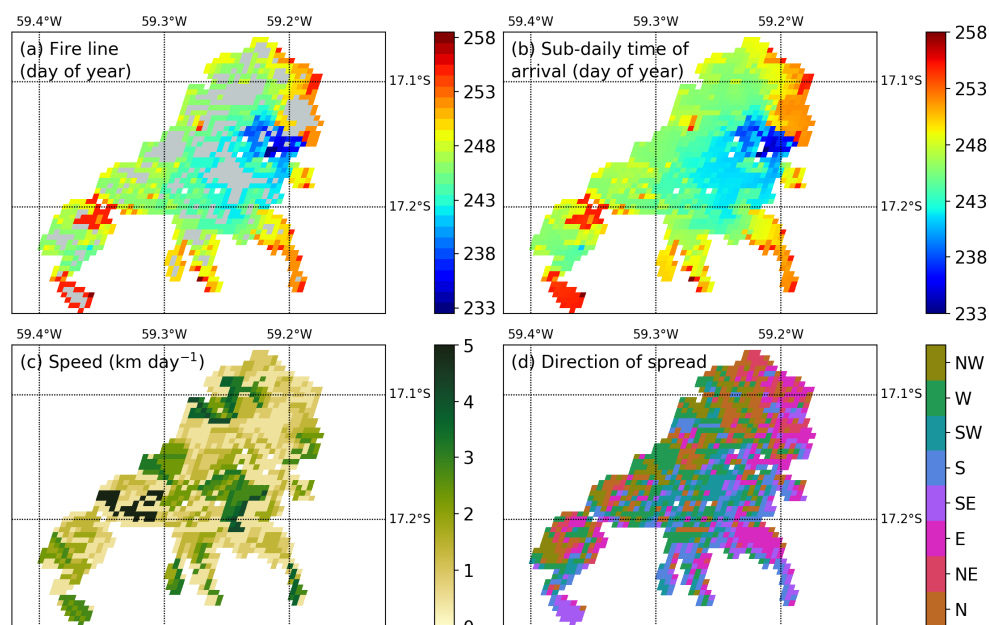 59.4°W 59.3°W 59.2°W
(a) Fire line
(day of year)
17.1°S
17.2°S
258
253
248
243
238
233
59.4°W 59.3°W 59.2°W
(b) Sub-daily time of
arrival (day of year)
17.1°S
17.2°S
258
253
248
243
238
233
59.4°W 59.3°W 59.2°W
(c) Speed (km day⁻¹)
17.1°S
17.2°S
5
4
3
2
1
0
59.4°W 59.3°W 59.2°W
(d) Direction of spread
17.1°S
17.2°S
NW
W
SW
S
SE
E
NE
N